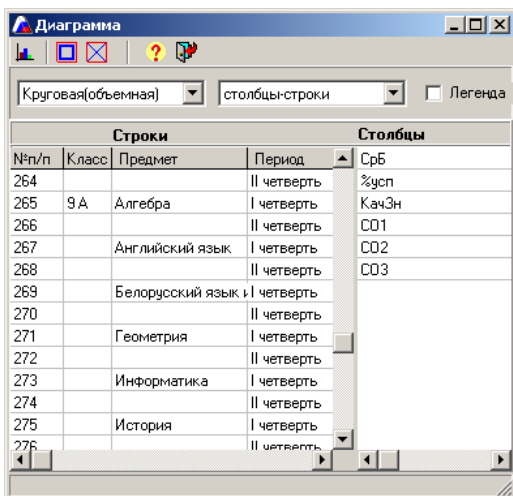 Диаграмма
Круговая(объемная) столбцы-строки Легенда
Строки Столбцы
№п/п Класс Предмет Период СрБ
264 II четверть %усп
265 9 А Алгебра I четверть КачЗн
266 II четверть СО1
267 Английский язык I четверть СО2
268 II четверть СО3
269 Белорусский язык и I четверть
270 II четверть
271 Геометрия I четверть
272 II четверть
273 Информатика I четверть
274 II четверть
275 История I четверть
276 II четверть